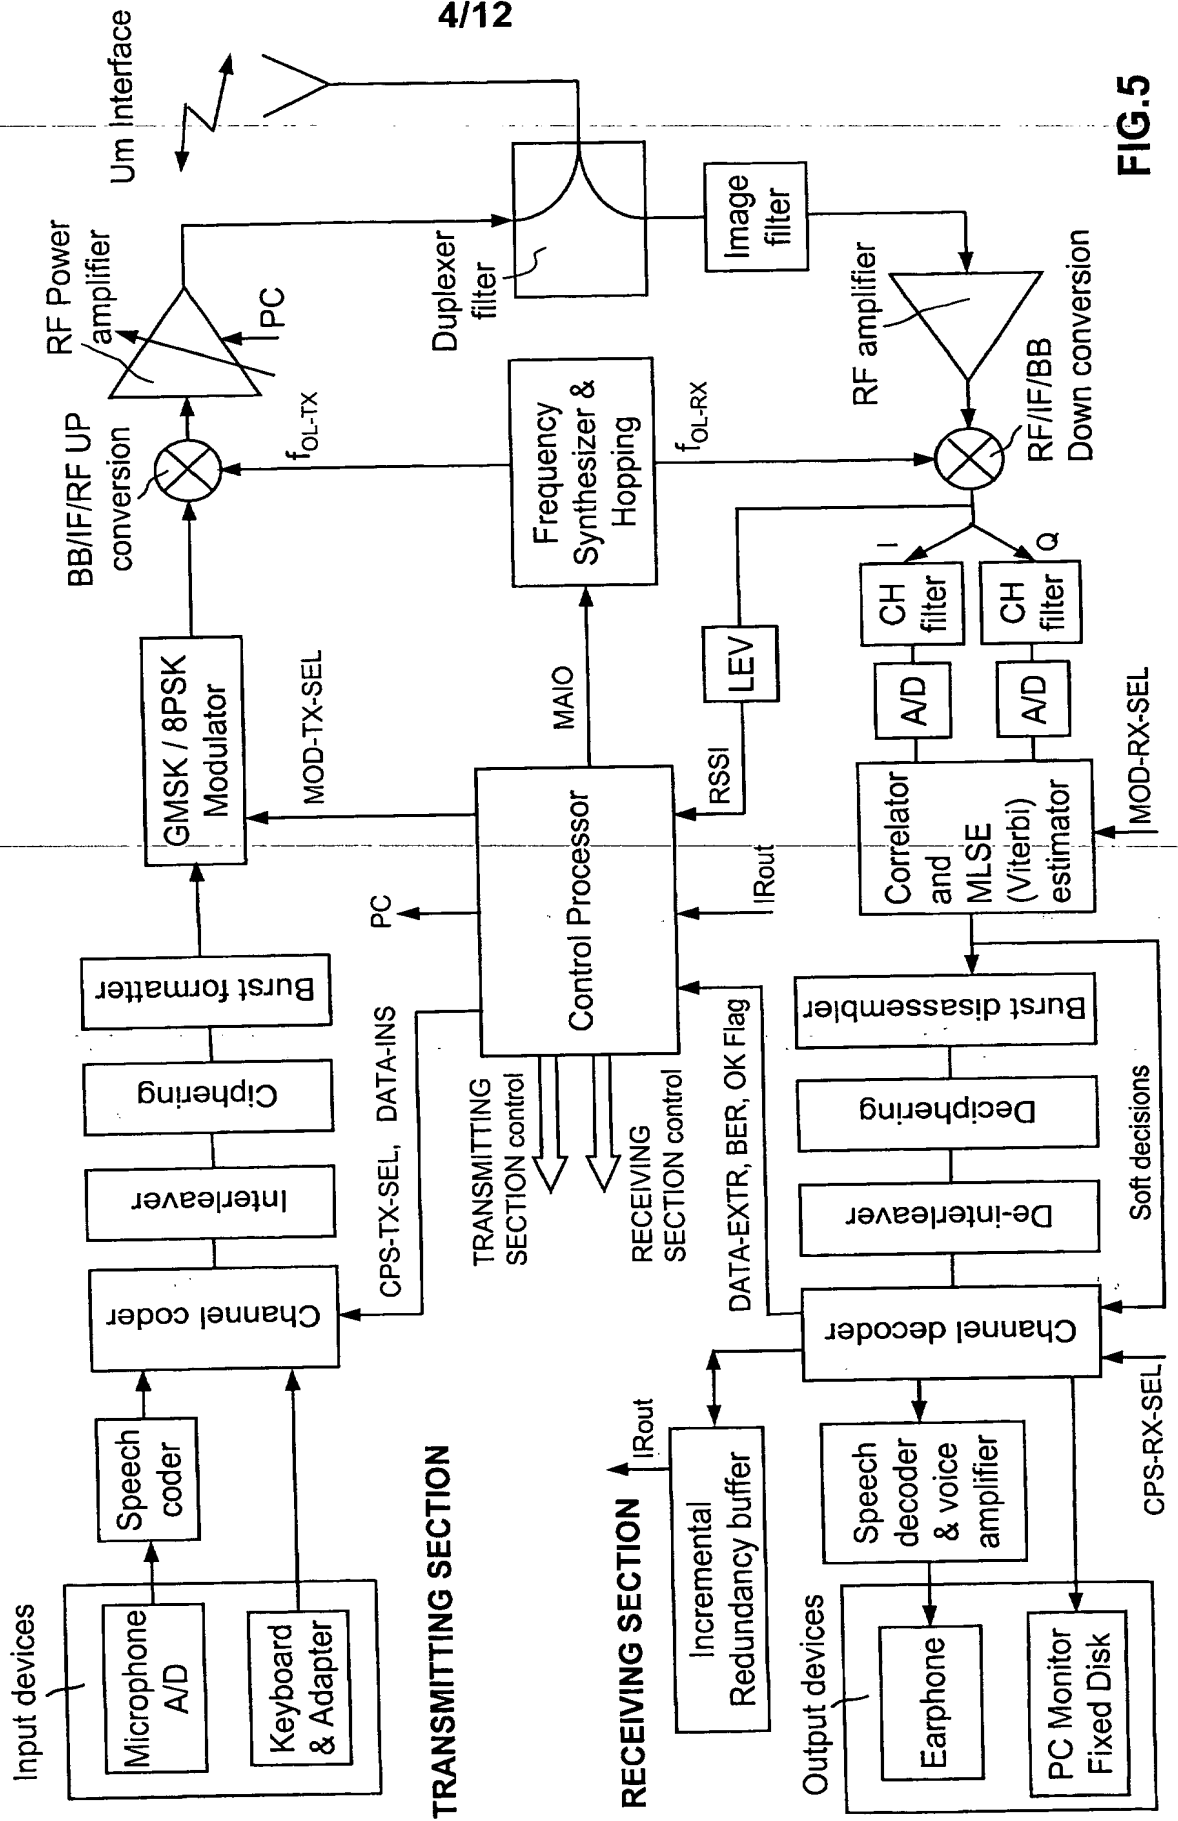 4/12
Um Interface
RF Power
amplifier
PC
BB/IF/RF UP
conversion
fOL-TX
GMSK / 8PSK
Modulator
MOD-TX-SEL
Burst formatter
Ciphering
Interleaver
Channel coder
CPS-TX-SEL, DATA-INS
Speech
coder
Input devices
Microphone
A/D
Keyboard
& Adapter
TRANSMITTING SECTION
Duplexer
filter
Image
filter
Frequency
Synthesizer &
Hopping
fOL-RX
MAIO
Control Processor
PC
RSSI
LEV
IRout
TRANSMITTING
SECTION control
RECEIVING
SECTION control
DATA-EXTR, BER, OK Flag
RF amplifier
RF/IF/BB
Down conversion
I
Q
CH
filter
CH
filter
A/D
A/D
Correlator
and
MLSE
(Viterbi)
estimator
MOD-RX-SEL
Burst disassembler
Deciphering
De-interleaver
Channel decoder
Soft decisions
CPS-RX-SEL
IRout
Incremental
Redundancy buffer
RECEIVING SECTION
Speech
decoder
& voice
amplifier
Output devices
Earphone
PC Monitor
Fixed Disk
FIG.5